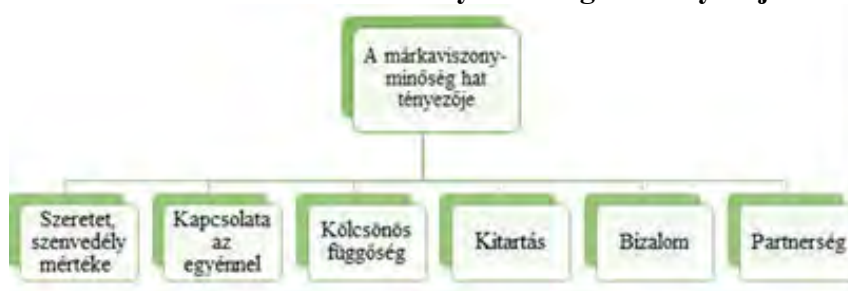 A márkaviszony-
minőség hat
tényezője
Szeretet,
szenvedély
mértéke
Kapcsolata
az
egyénnel
Kölcsönös
függőség
Kitartás
Bizalom
Partnerség